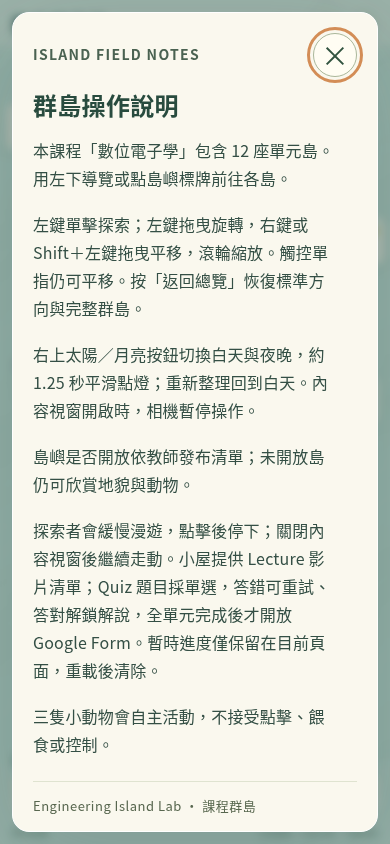 ISLAND FIELD NOTES
群島操作說明
本課程「數位電子學」包含 12 座單元島。
用左下導覽或點島嶼標牌前往各島。
左鍵單擊探索；左鍵拖曳旋轉，右鍵或
Shift＋左鍵拖曳平移，滾輪縮放。觸控單
指仍可平移。按「返回總覽」恢復標準方
向與完整群島。
右上太陽／月亮按鈕切換白天與夜晚，約
1.25 秒平滑點燈；重新整理回到白天。內
容視窗開啟時，相機暫停操作。
島嶼是否開放依教師發布清單；未開放島
仍可欣賞地貌與動物。
探索者會緩慢漫遊，點擊後停下；關閉內
容視窗後繼續走動。小屋提供 Lecture 影
片清單；Quiz 題目採單選，答錯可重試、
答對解鎖解說，全單元完成後才開放
Google Form。暫時進度僅保留在目前頁
面，重載後清除。
三隻小動物會自主活動，不接受點擊、餵
食或控制。
Engineering Island Lab ・ 課程群島